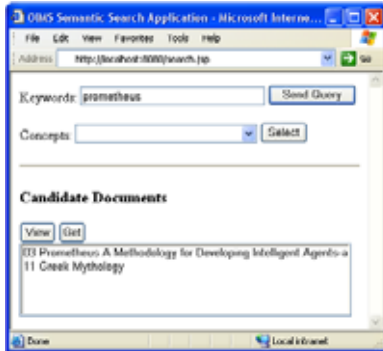 OIMS Semantic Search Application - Microsoft Interne...
File Edit View Favorites Tools Help
Address http://localhost:8080/search.jsp Go
Keywords: prometheus Send Query
Concepts: Select
Candidate Documents
View Get
03 Prometheus A Methodology for Developing Intelligent Agents-a
11 Greek Mythology
Done Local intranet